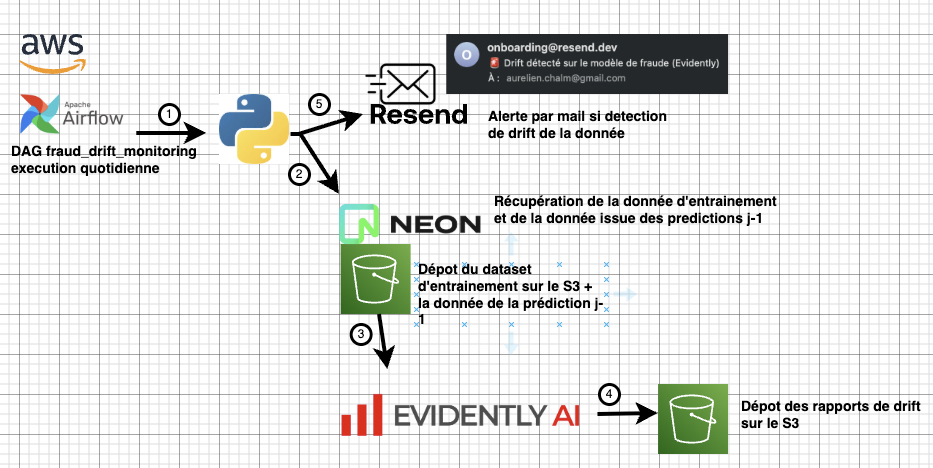 aws
Apache
Airflow
1
DAG fraud_drift_monitoring
execution quotidienne
5
Resend
O
onboarding@resend.dev
🚨 Drift détecté sur le modèle de fraude (Evidently)
À : aurelien.chalm@gmail.com
Alerte par mail si detection
de drift de la donnée
2
N
NEON
Récupération de la donnée d'entrainement
et de la donnée issue des predictions j-1
Dépot du dataset
d'entrainement sur le S3 +
la donnée de la prédiction j-
1
3
EVIDENTLY AI
4
Dépot des rapports de drift
sur le S3